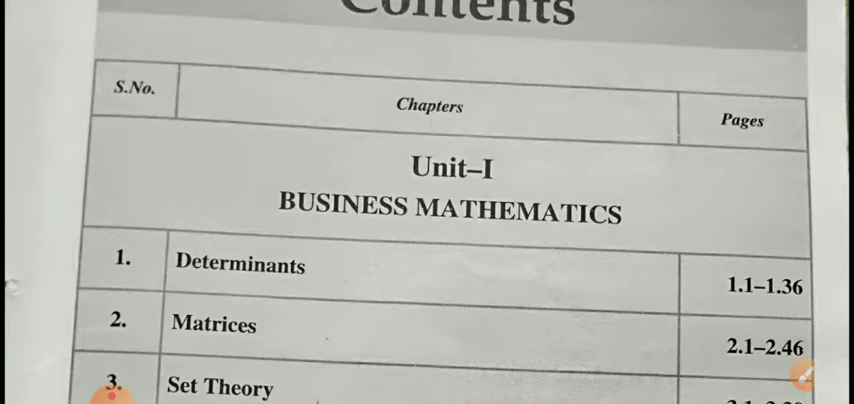 Contents
S.No. Chapters Pages
Unit–I
BUSINESS MATHEMATICS
1. Determinants 1.1–1.36
2. Matrices 2.1–2.46
3. Set Theory